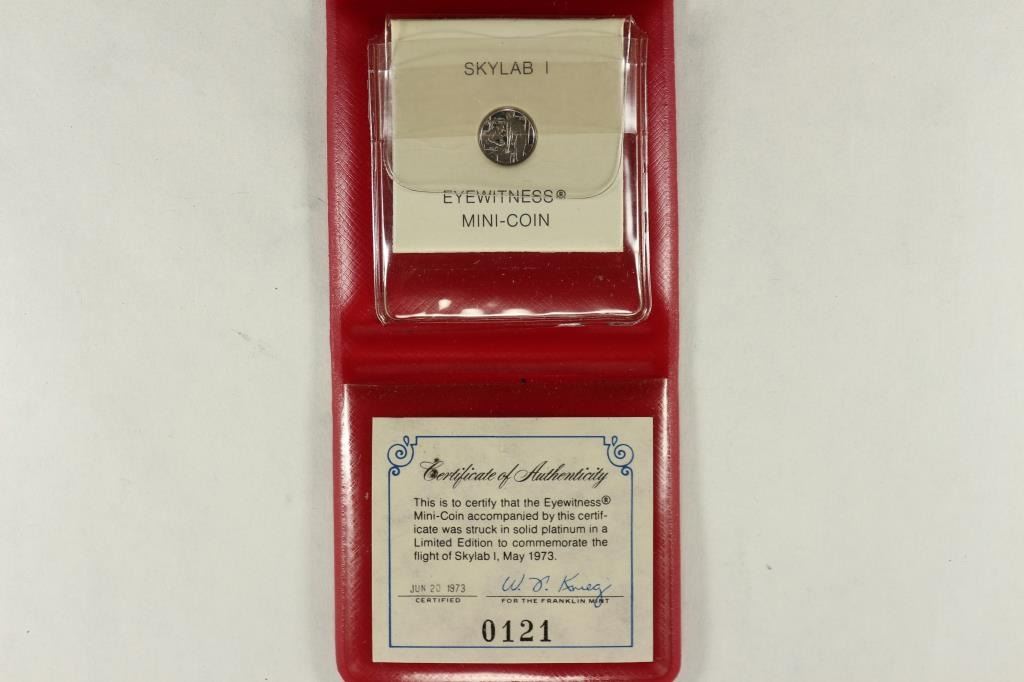 SKYLAB I
EYEWITNESS®
MINI-COIN
Certificate of Authenticity
This is to certify that the Eyewitness®
Mini-Coin accompanied by this certif-
icate was struck in solid platinum in a
Limited Edition to commemorate the
flight of Skylab I, May 1973.
JUN 20 1973 W. F. Krieg
CERTIFIED FOR THE FRANKLIN MINT
0121